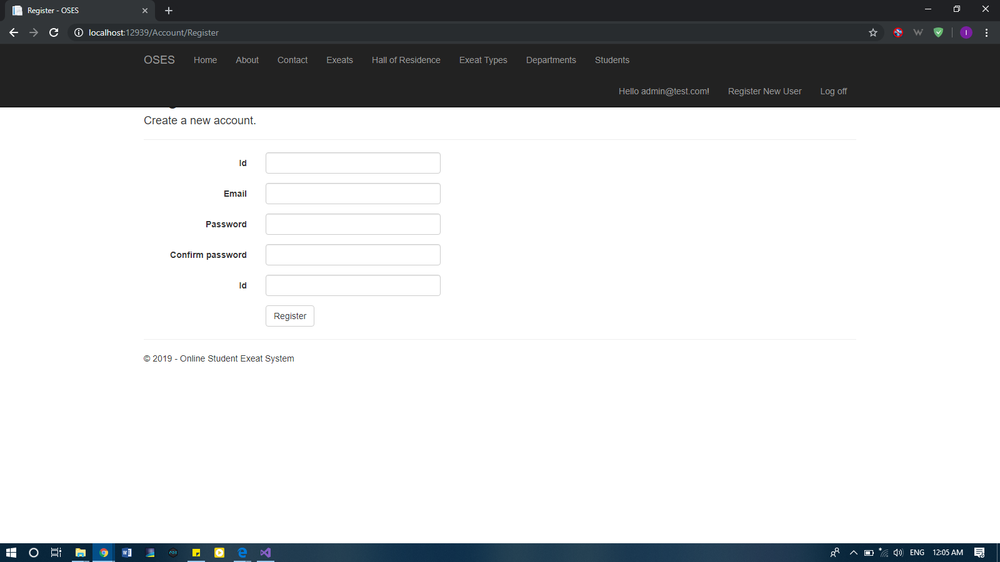 Register - OSES
localhost:12939/Account/Register
I
OSES Home About Contact Exeats Hall of Residence Exeat Types Departments Students
Hello admin@test.com! Register New User Log off
Create a new account.
Id
Email
Password
Confirm password
Id
Register
© 2019 - Online Student Exeat System
ENG 12:05 AM